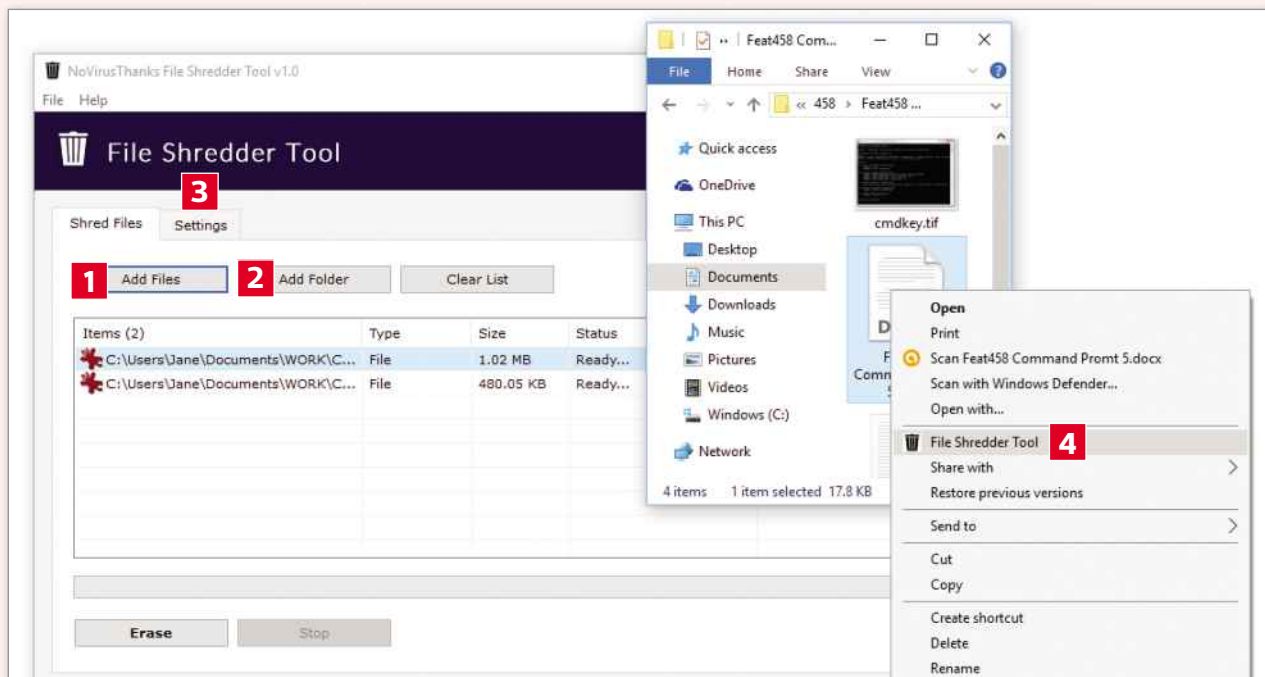 NoVirusThanks File Shredder Tool v1.0
File Help
File Shredder Tool
3
Shred Files Settings
1 Add Files 2 Add Folder Clear List
Items (2) Type Size Status
C:\Users\Jane\Documents\WORK\C... File 1.02 MB Ready...
C:\Users\Jane\Documents\WORK\C... File 480.05 KB Ready...
Erase Stop
Feat458 Com...
File Home Share View
« 458 > Feat458 ...
Quick access
OneDrive
This PC
Desktop
Documents
Downloads
Music
Pictures
Videos
Windows (C:)
Network
cmdkey.tif
4 items 1 item selected 17.8 KB
Open
Print
Scan Feat458 Command Promt 5.docx
Scan with Windows Defender...
Open with...
File Shredder Tool 4
Share with
Restore previous versions
Send to
Cut
Copy
Create shortcut
Delete
Rename